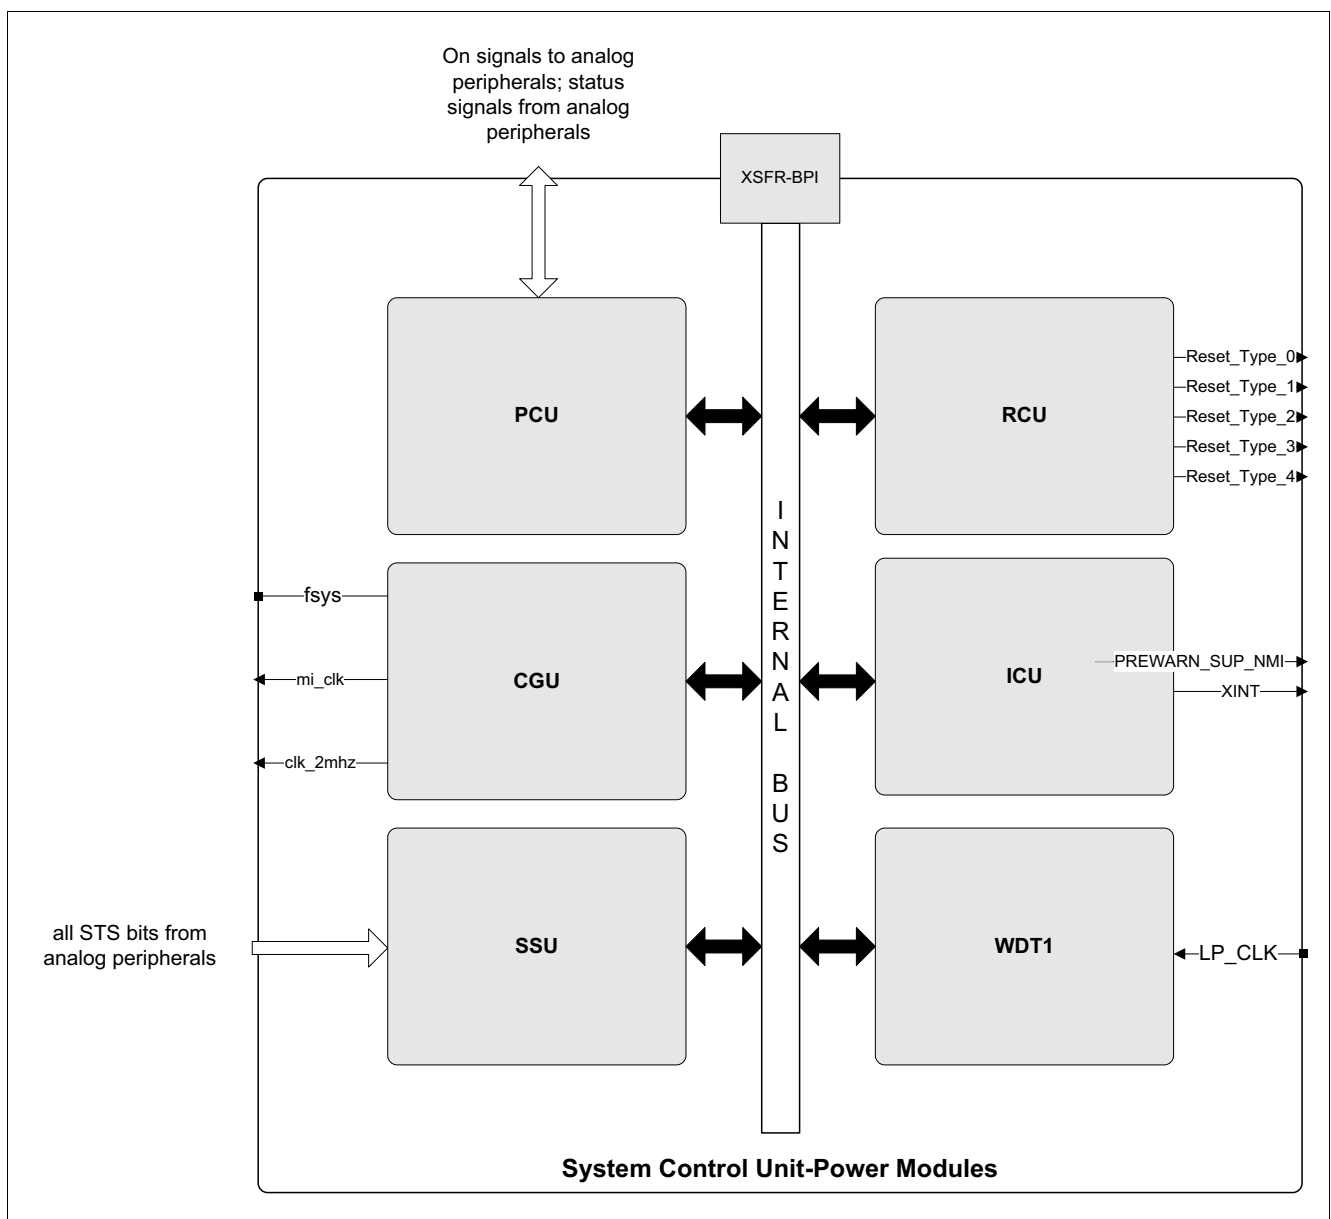 On signals to analog
peripherals; status
signals from analog
peripherals
XSFR-BPI
PCU
RCU
Reset_Type_0
Reset_Type_1
Reset_Type_2
Reset_Type_3
Reset_Type_4
INTERNAL BUS
fsys
mi_clk
clk_2mhz
CGU
ICU
PREWARN_SUP_NMI
XINT
all STS bits from
analog peripherals
SSU
WDT1
LP_CLK
System Control Unit-Power Modules